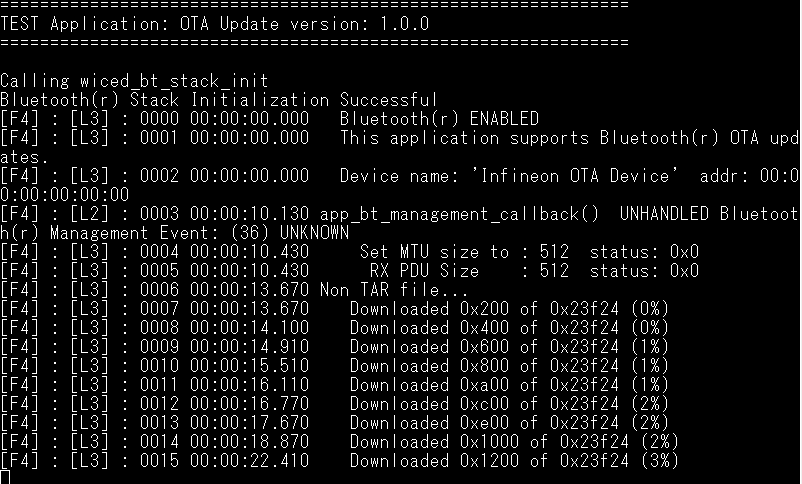 ===============================================================
TEST Application: OTA Update version: 1.0.0
===============================================================
Calling wiced_bt_stack_init
Bluetooth(r) Stack Initialization Successful
[F4] : [L3] : 0000 00:00:00.000   Bluetooth(r) ENABLED
[F4] : [L3] : 0001 00:00:00.000   This application supports Bluetooth(r) OTA upd
ates.
[F4] : [L3] : 0002 00:00:00.000   Device name: 'Infineon OTA Device'  addr: 00:0
0:00:00:00:00
[F4] : [L2] : 0003 00:00:10.130 app_bt_management_callback()  UNHANDLED Bluetoot
h(r) Management Event: (36) UNKNOWN
[F4] : [L3] : 0004 00:00:10.430     Set MTU size to : 512  status: 0x0
[F4] : [L3] : 0005 00:00:10.430      RX PDU Size    : 512  status: 0x0
[F4] : [L3] : 0006 00:00:13.670 Non TAR file...
[F4] : [L3] : 0007 00:00:13.670    Downloaded 0x200 of 0x23f24 (0%)
[F4] : [L3] : 0008 00:00:14.100    Downloaded 0x400 of 0x23f24 (0%)
[F4] : [L3] : 0009 00:00:14.910    Downloaded 0x600 of 0x23f24 (1%)
[F4] : [L3] : 0010 00:00:15.510    Downloaded 0x800 of 0x23f24 (1%)
[F4] : [L3] : 0011 00:00:16.110    Downloaded 0xa00 of 0x23f24 (1%)
[F4] : [L3] : 0012 00:00:16.770    Downloaded 0xc00 of 0x23f24 (2%)
[F4] : [L3] : 0013 00:00:17.670    Downloaded 0xe00 of 0x23f24 (2%)
[F4] : [L3] : 0014 00:00:18.870    Downloaded 0x1000 of 0x23f24 (2%)
[F4] : [L3] : 0015 00:00:22.410    Downloaded 0x1200 of 0x23f24 (3%)